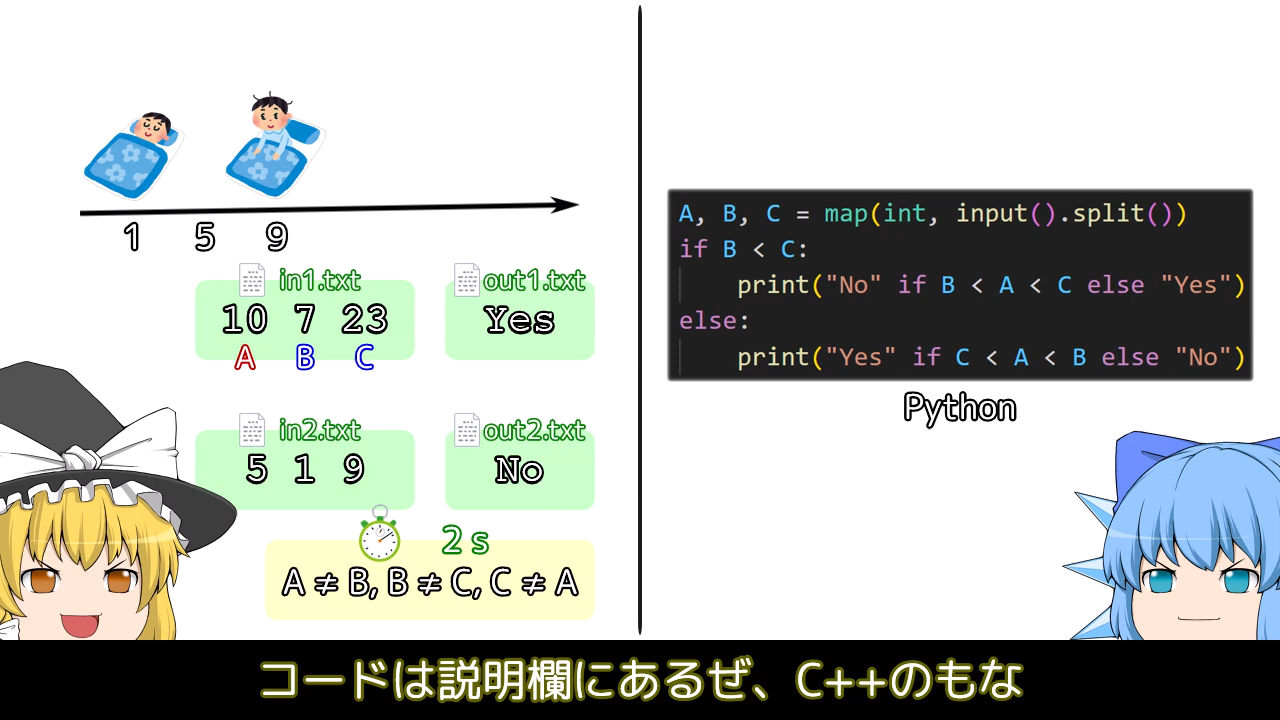 1 5 9
in1.txt
10 7 23
A B C
out1.txt
Yes
in2.txt
5 1 9
out2.txt
No
2 s
A ≠ B, B ≠ C, C ≠ A
A, B, C = map(int, input().split())
if B < C:
    print("No" if B < A < C else "Yes")
else:
    print("Yes" if C < A < B else "No")
Python
コードは説明欄にあるぜ、C++のもな